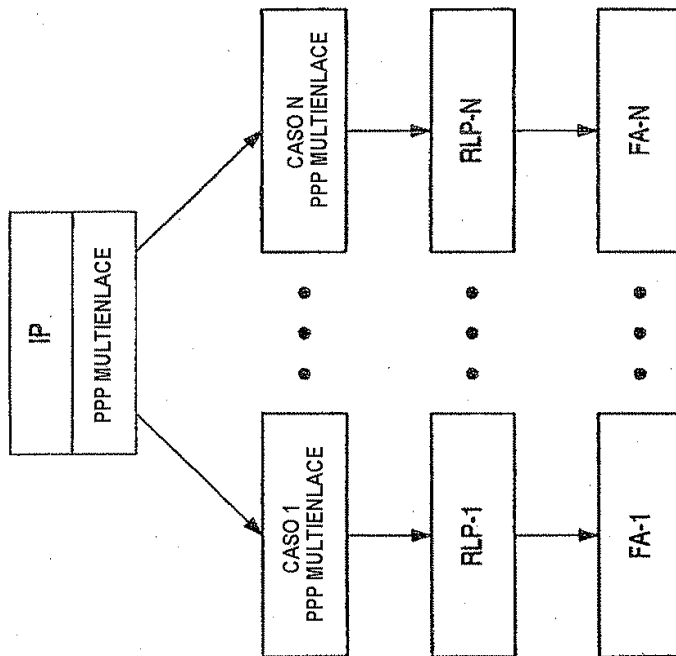 IP
PPP MULTIENLACE
CASO 1
PPP MULTIENLACE
CASO N
PPP MULTIENLACE
RLP-1
RLP-N
FA-1
FA-N